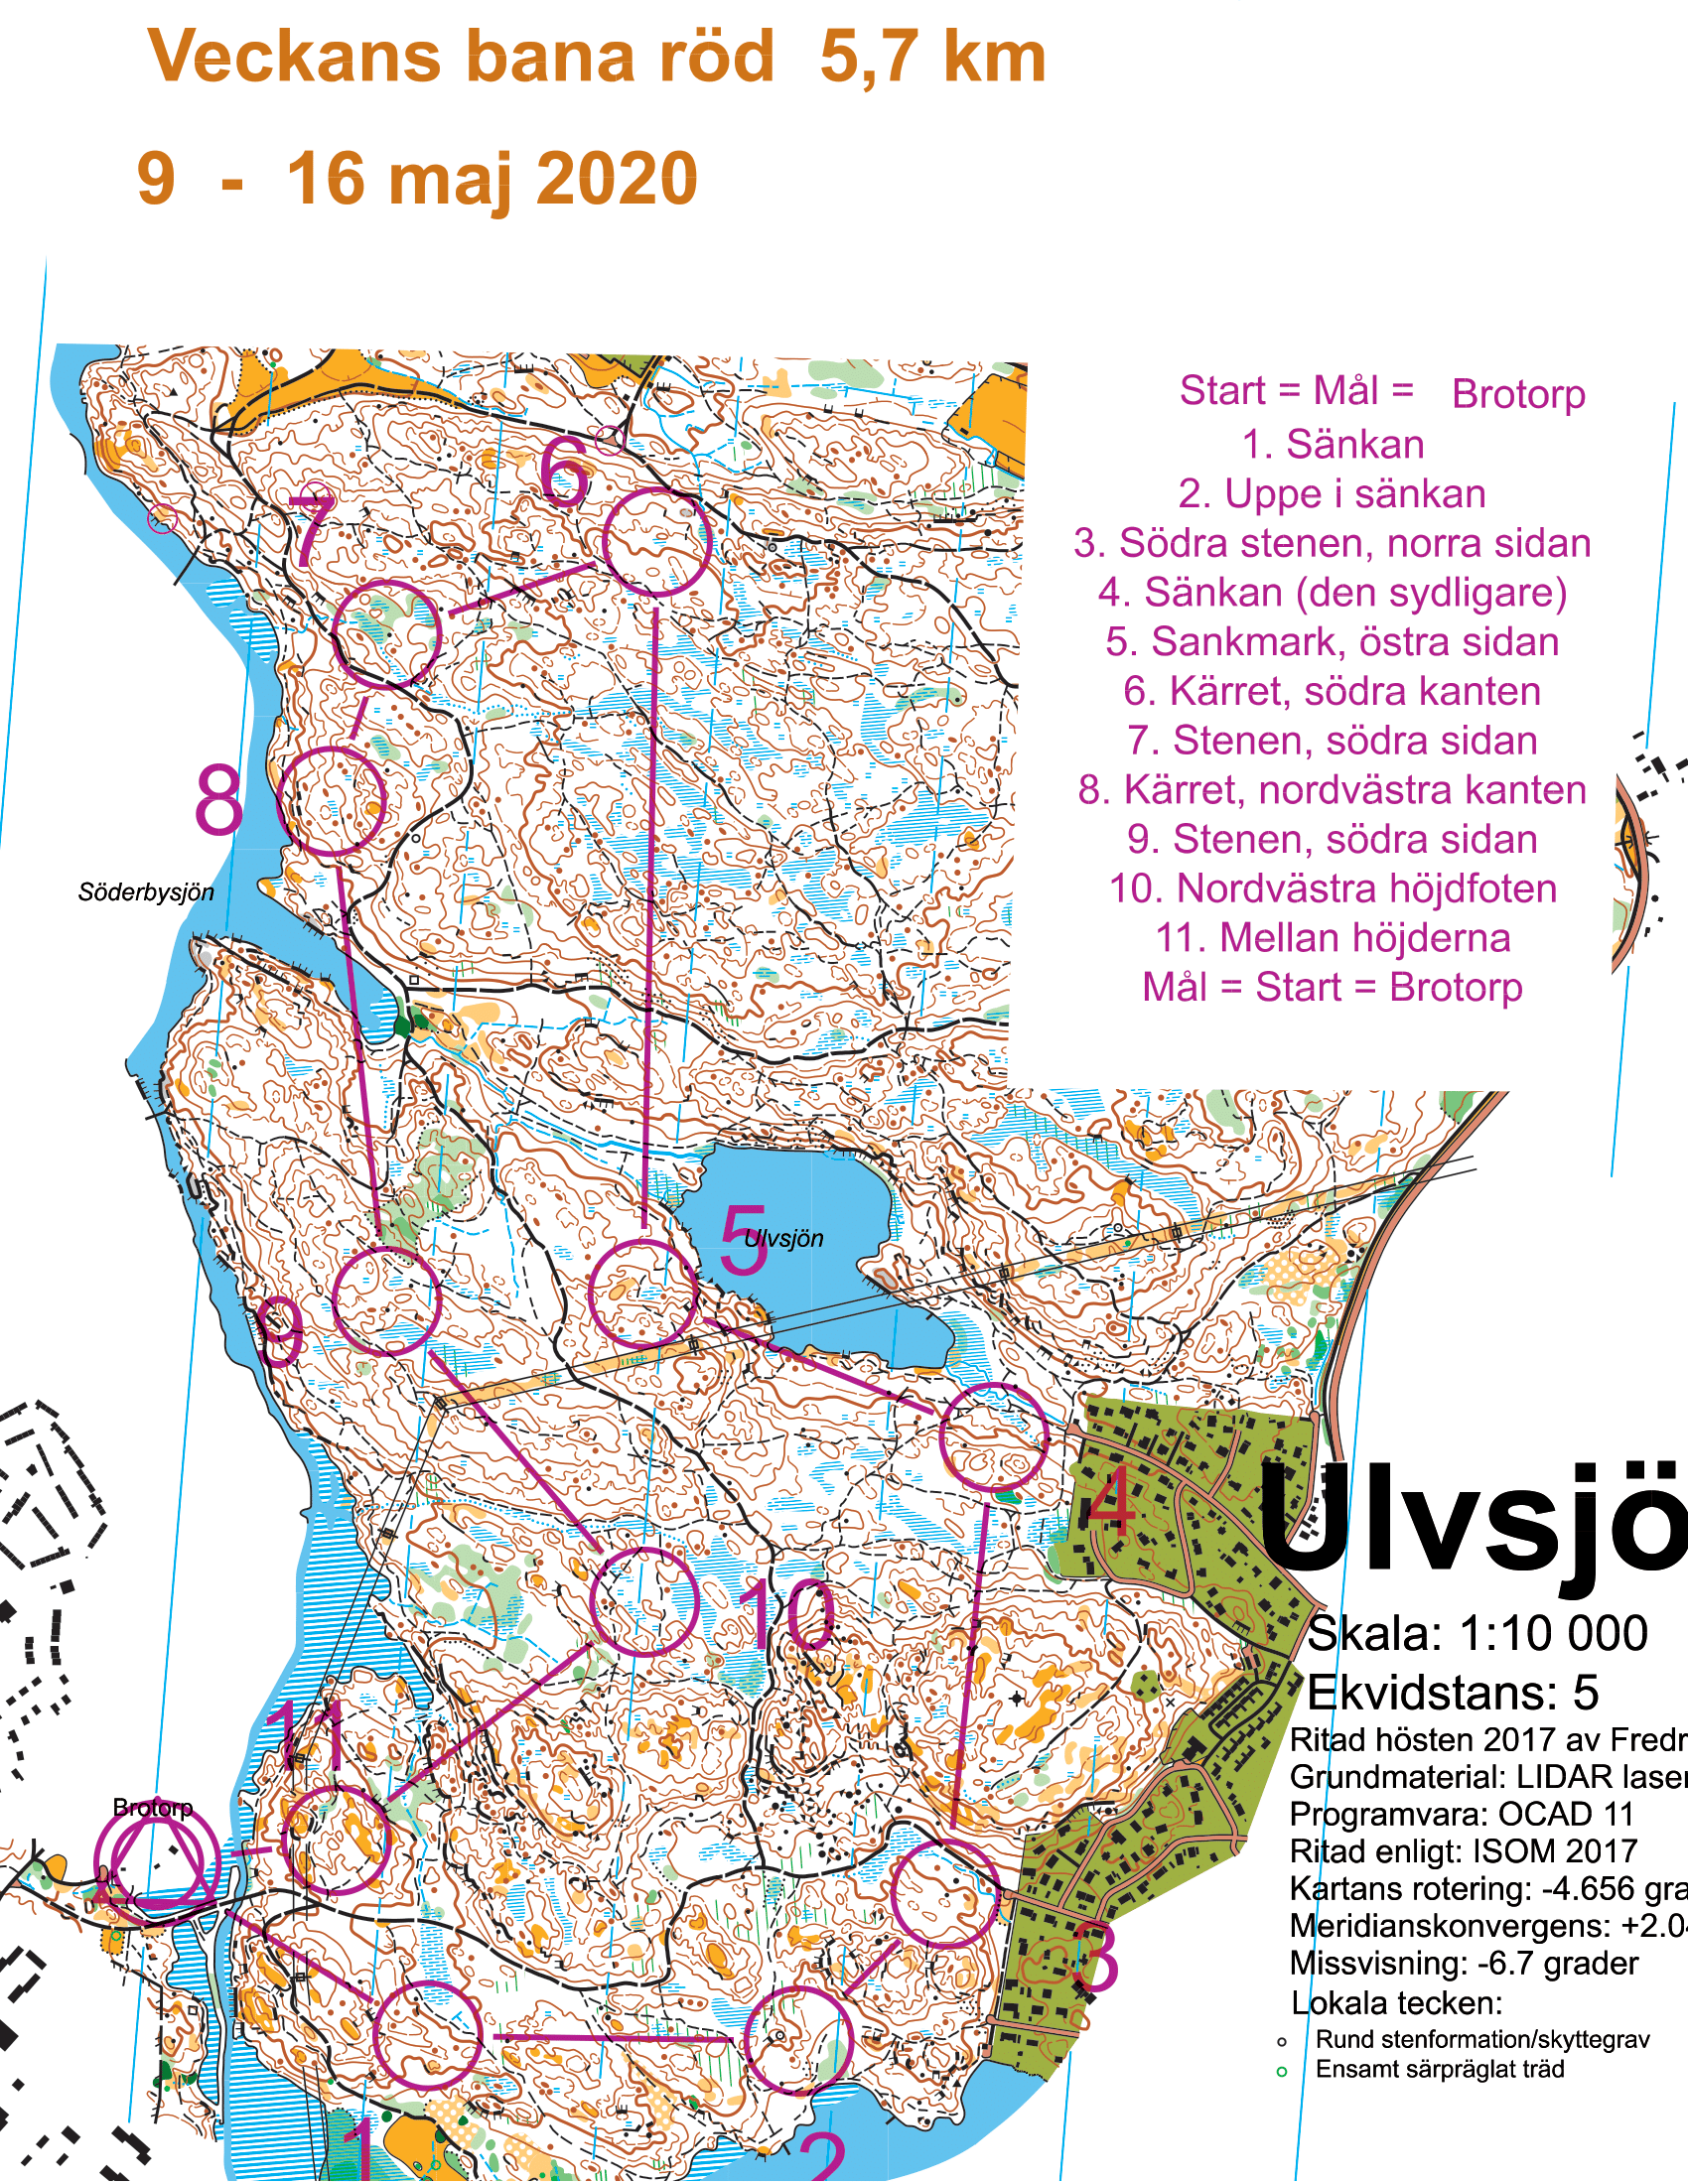 Veckans bana röd 5,7 km
9 - 16 maj 2020
Start = Mål = Brotorp
1. Sänkan
2. Uppe i sänkan
3. Södra stenen, norra sidan
4. Sänkan (den sydligare)
5. Sankmark, östra sidan
6. Kärret, södra kanten
7. Stenen, södra sidan
8. Kärret, nordvästra kanten
9. Stenen, södra sidan
10. Nordvästra höjdfoten
11. Mellan höjderna
Mål = Start = Brotorp
6
7
8
Söderbysjön
5
Ulvsjön
9
4
10
11
Brotorp
3
1
2
Ulvsjö
Skala: 1:10 000
Ekvidstans: 5
Ritad hösten 2017 av Fredr
Grundmaterial: LIDAR laser
Programvara: OCAD 11
Ritad enligt: ISOM 2017
Kartans rotering: -4.656 gra
Meridianskonvergens: +2.04
Missvisning: -6.7 grader
Lokala tecken:
Rund stenformation/skyttegrav
Ensamt särpräglat träd